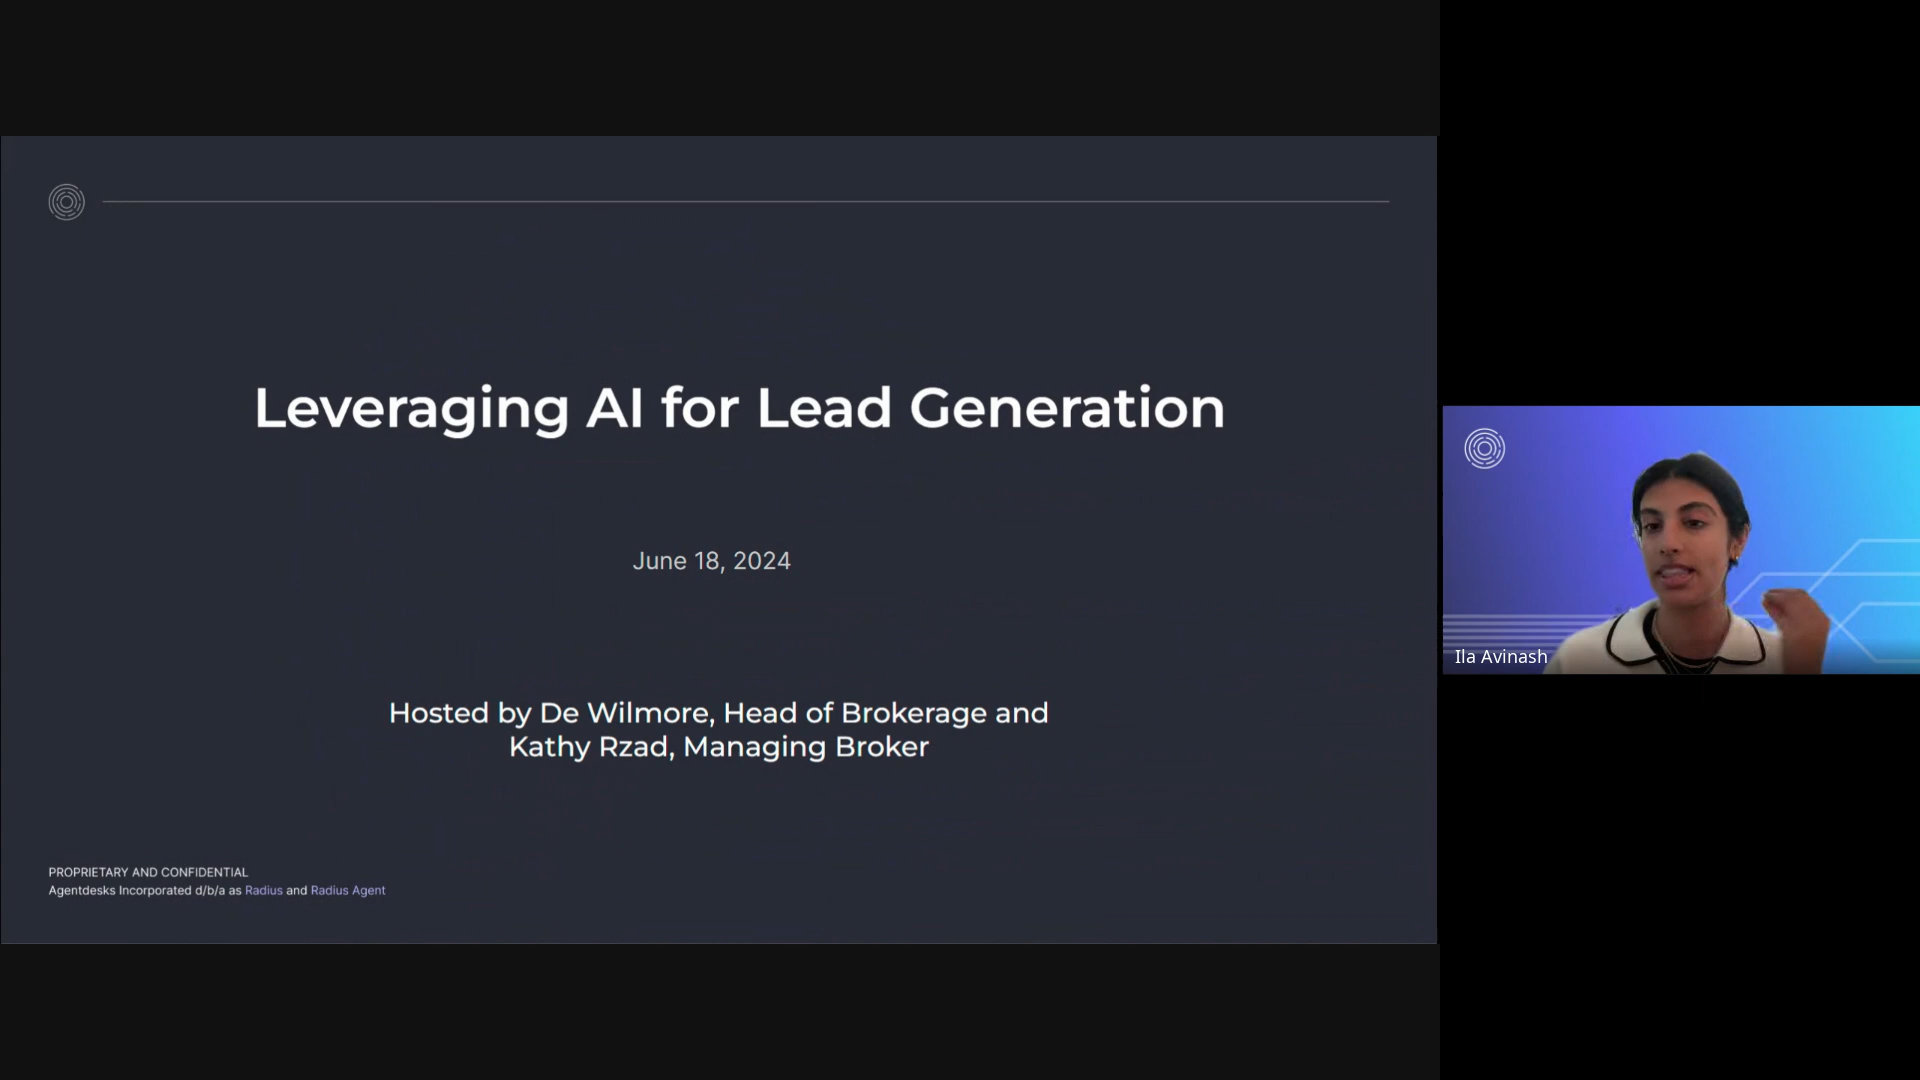 Leveraging AI for Lead Generation
June 18, 2024
Hosted by De Wilmore, Head of Brokerage and
Kathy Rzad, Managing Broker
PROPRIETARY AND CONFIDENTIAL
Agentdesks Incorporated d/b/a as Radius and Radius Agent
Ila Avinash